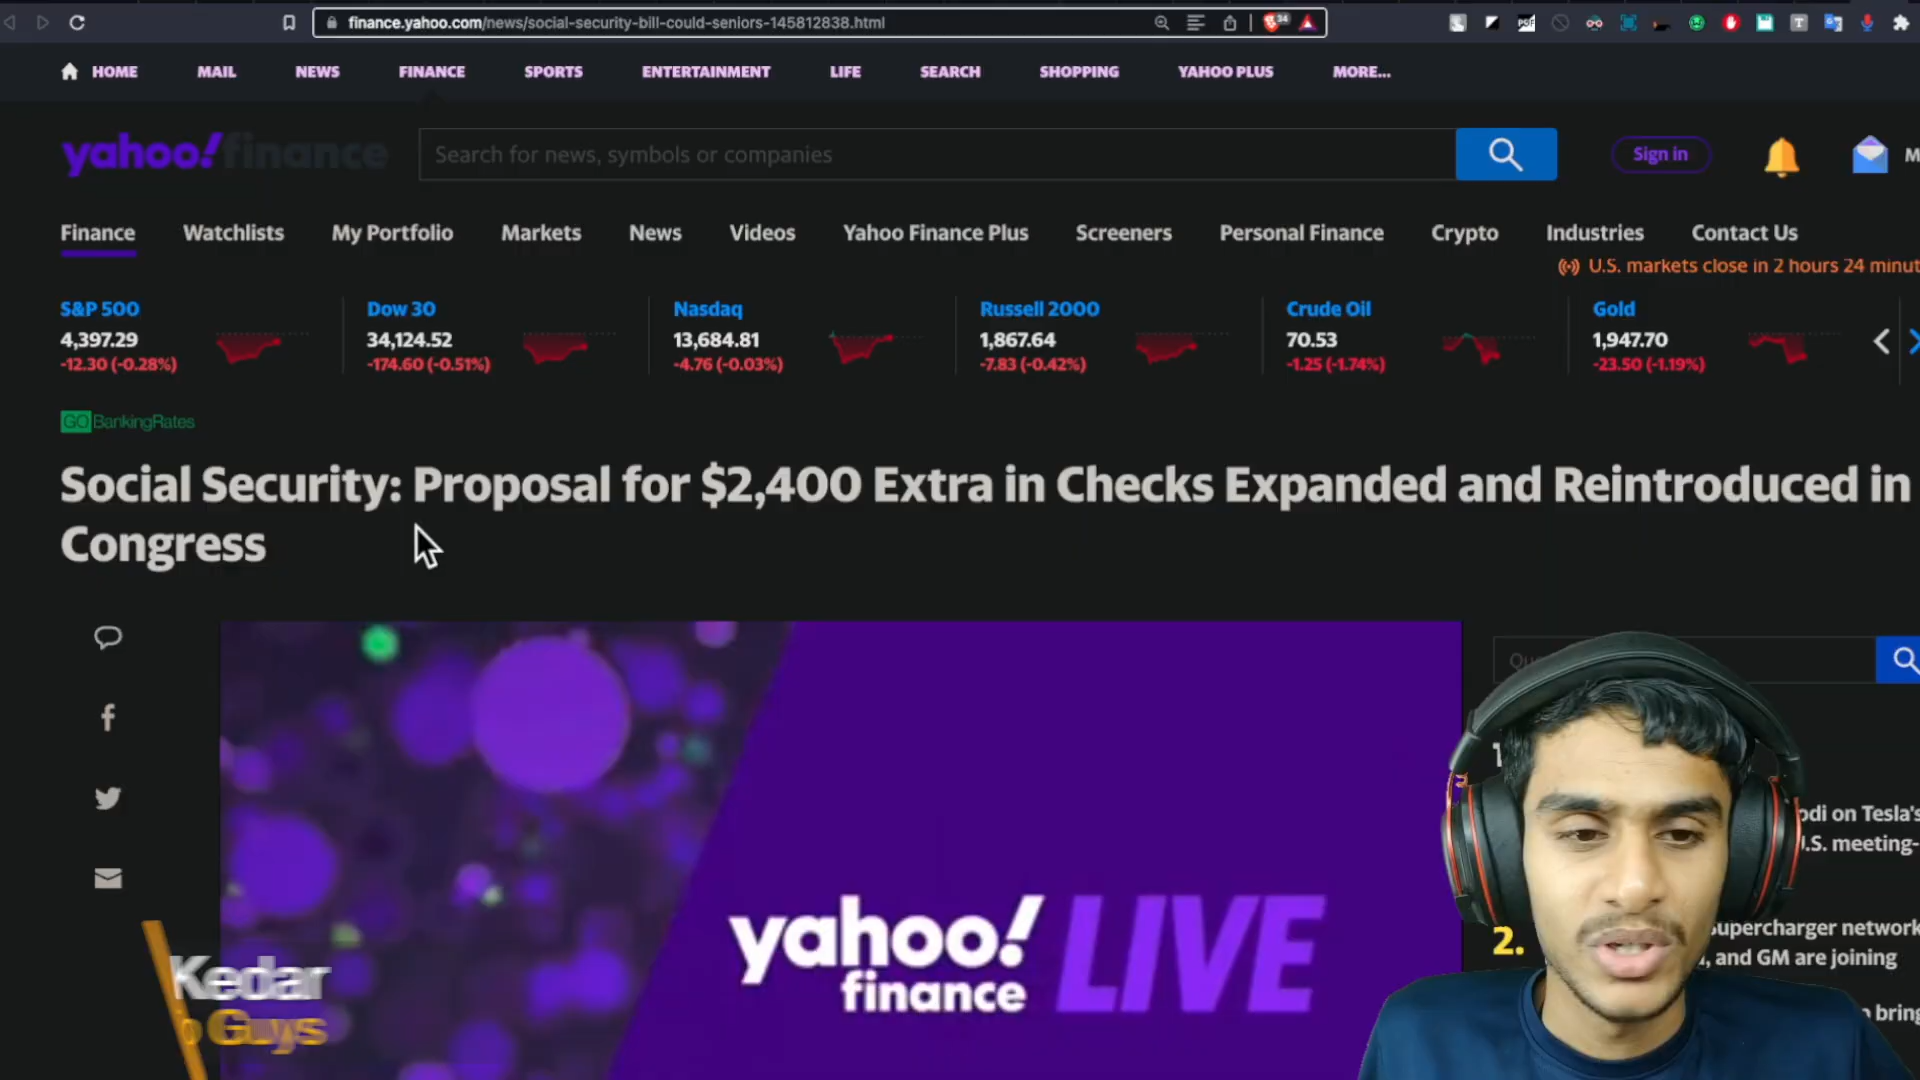 finance.yahoo.com/news/social-security-bill-could-seniors-145812838.html
HOME MAIL NEWS FINANCE SPORTS ENTERTAINMENT LIFE SEARCH SHOPPING YAHOO PLUS MORE...
yahoo!finance
Search for news, symbols or companies
Sign in
M
Finance Watchlists My Portfolio Markets News Videos Yahoo Finance Plus Screeners Personal Finance Crypto Industries Contact Us
U.S. markets close in 2 hours 24 minut
S&P 500 Dow 30 Nasdaq Russell 2000 Crude Oil Gold
4,397.29 34,124.52 13,684.81 1,867.64 70.53 1,947.70
-12.30 (-0.28%) -174.60 (-0.51%) -4.76 (-0.03%) -7.83 (-0.42%) -1.25 (-1.74%) -23.50 (-1.19%)
GOBankingRates
Social Security: Proposal for $2,400 Extra in Checks Expanded and Reintroduced in
Congress
odi on Tesla's
U.S. meeting-
2.
upercharger network
, and GM are joining
bring
yahoo!
finance LIVE
Kedar
Guys